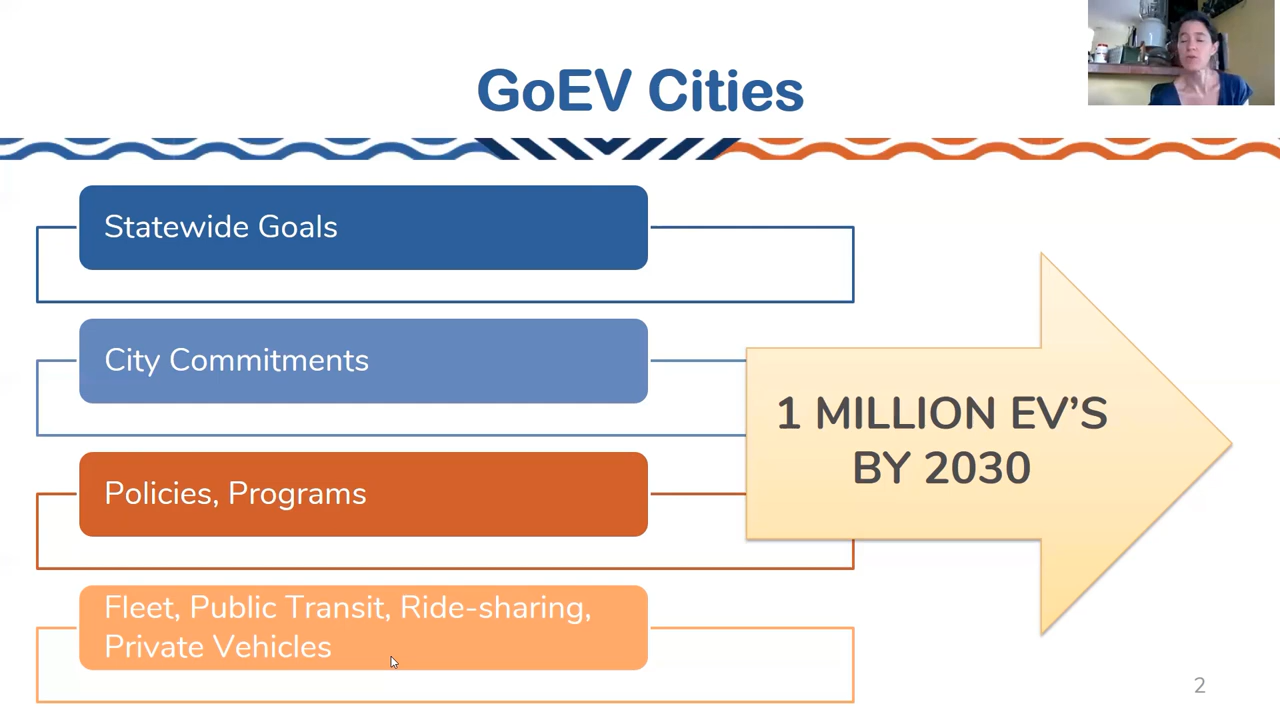 GoEV Cities
Statewide Goals
City Commitments
Policies, Programs
Fleet, Public Transit, Ride-sharing,
Private Vehicles
1 MILLION EV’S
BY 2030
2